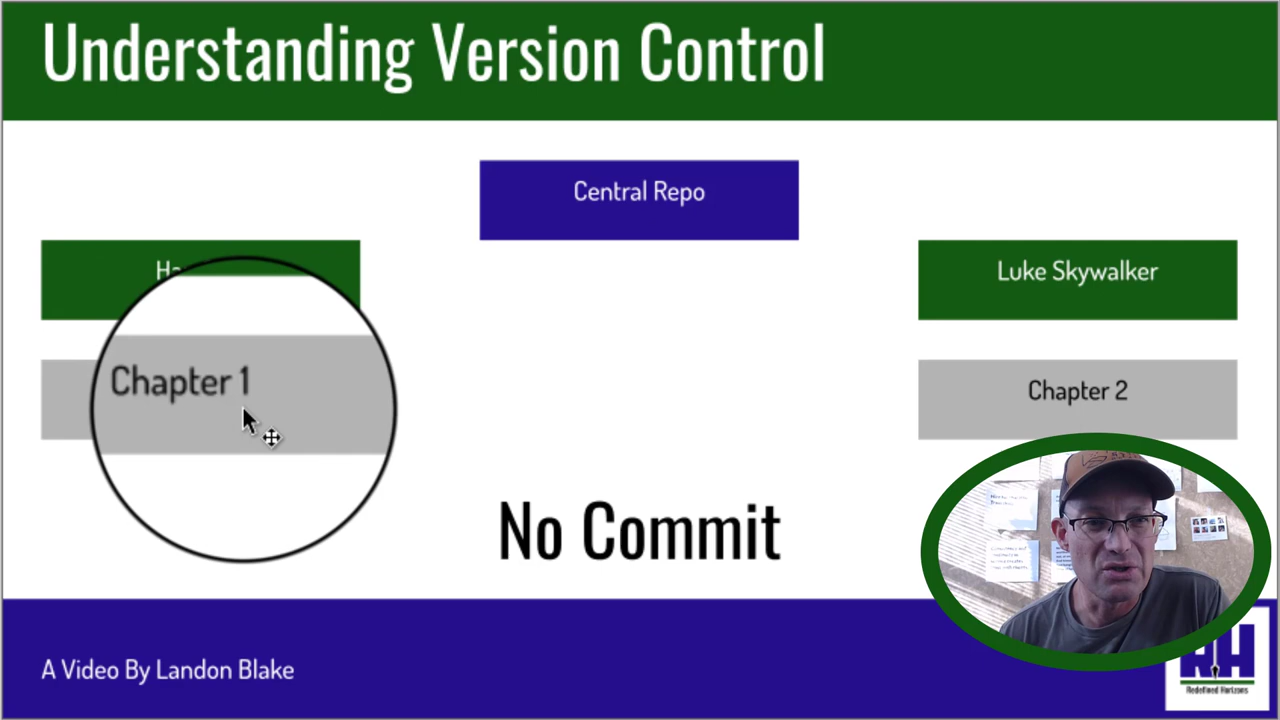 Understanding Version Control
Central Repo
Luke Skywalker
Chapter 1
Chapter 2
No Commit
A Video By Landon Blake
RH
Redefined Horizons